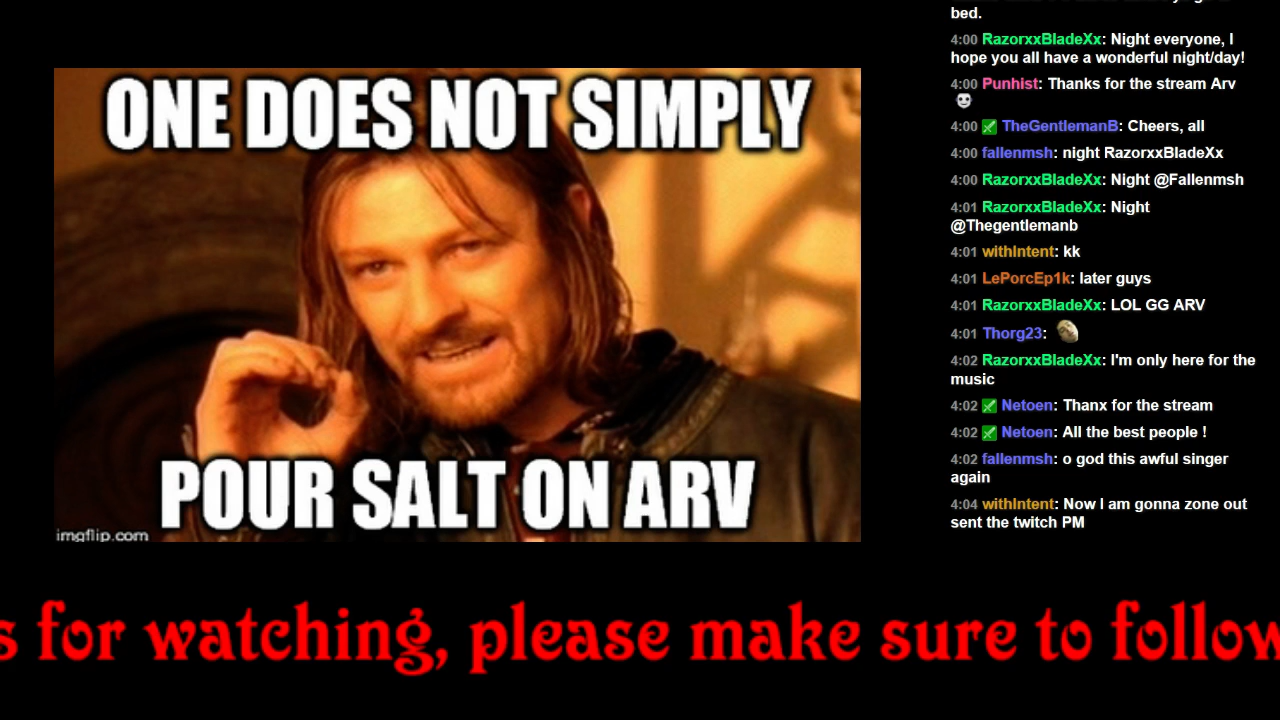 ONE DOES NOT SIMPLY
POUR SALT ON ARV
imgflip.com
bed.
4:00 RazorxxBladeXx: Night everyone, I
hope you all have a wonderful night/day!
4:00 Punhist: Thanks for the stream Arv
4:00 TheGentlemanB: Cheers, all
4:00 fallenmsh: night RazorxxBladeXx
4:00 RazorxxBladeXx: Night @Fallenmsh
4:01 RazorxxBladeXx: Night
@Thegentlemanb
4:01 withIntent: kk
4:01 LePorcEp1k: later guys
4:01 RazorxxBladeXx: LOL GG ARV
4:01 Thorg23:
4:02 RazorxxBladeXx: I'm only here for the
music
4:02 Netoen: Thanx for the stream
4:02 Netoen: All the best people !
4:02 fallenmsh: o god this awful singer
again
4:04 withIntent: Now I am gonna zone out
sent the twitch PM
s for watching, please make sure to follow